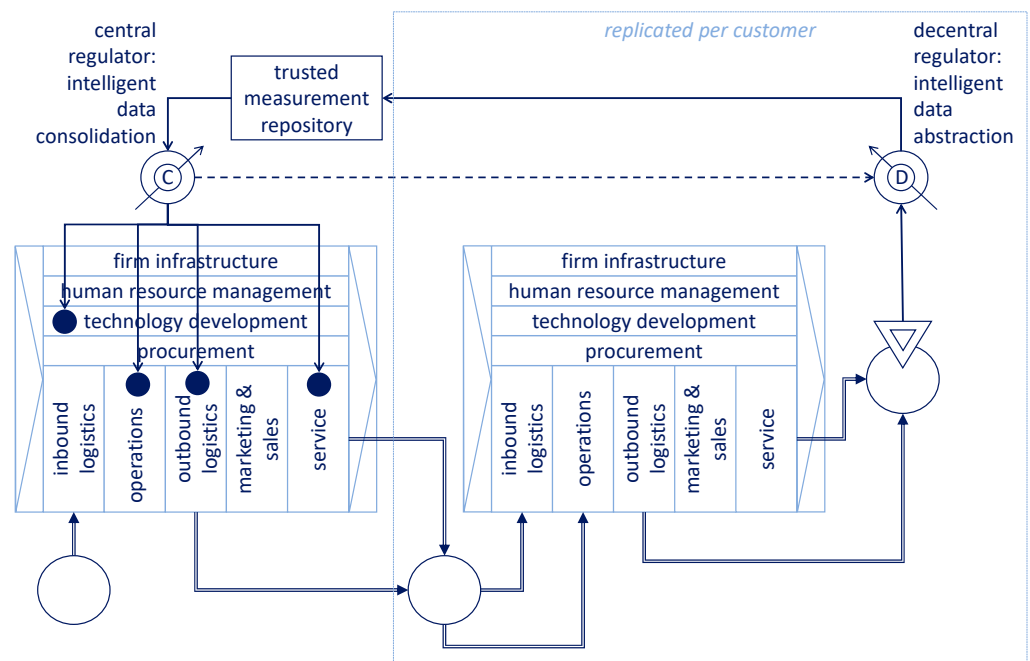 central
regulator:
intelligent
data
consolidation
replicated per customer
decentral
regulator:
intelligent
data
abstraction
trusted
measurement
repository
C
D
firm infrastructure
human resource management
technology development
procurement
inbound
logistics
operations
outbound
logistics
marketing &
sales
service
firm infrastructure
human resource management
technology development
procurement
inbound
logistics
operations
outbound
logistics
marketing &
sales
service